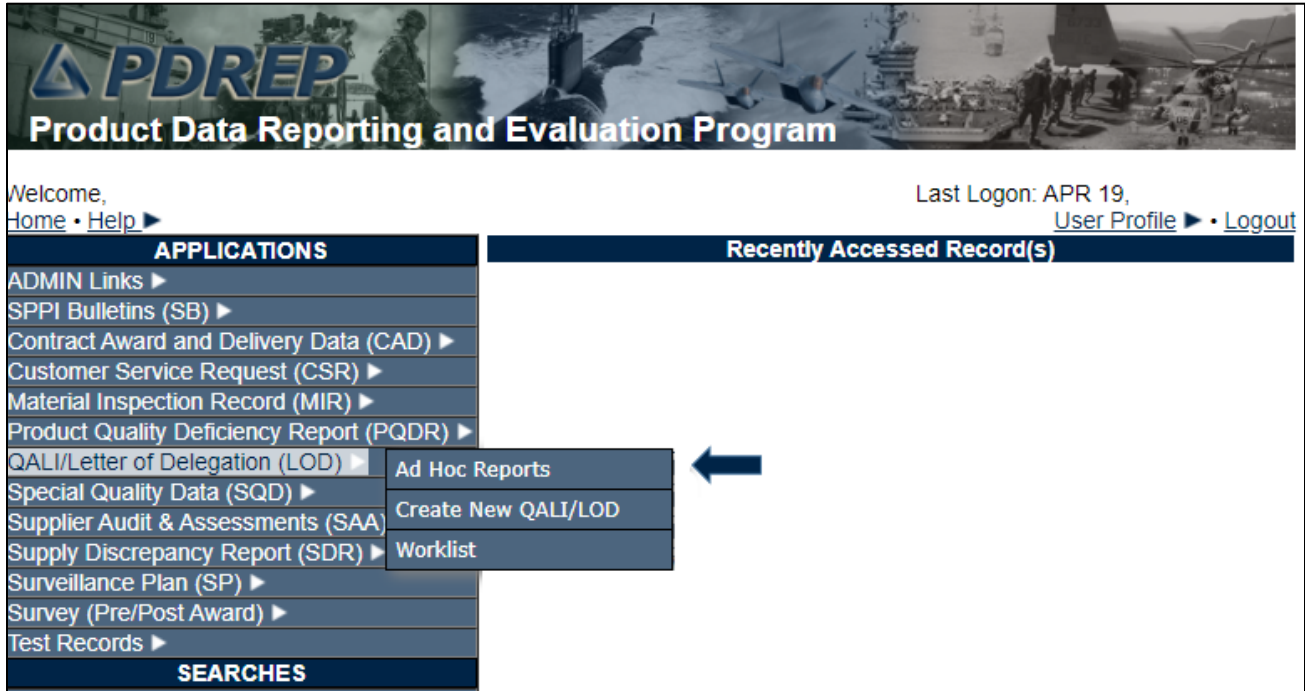 PDREP
Product Data Reporting and Evaluation Program
Welcome,
Last Logon: APR 19,
Home • Help ▶
User Profile ▶ • Logout
APPLICATIONS
Recently Accessed Record(s)
ADMIN Links ▶
SPPI Bulletins (SB) ▶
Contract Award and Delivery Data (CAD) ▶
Customer Service Request (CSR) ▶
Material Inspection Record (MIR) ▶
Product Quality Deficiency Report (PQDR) ▶
QALI/Letter of Delegation (LOD) ▶
Ad Hoc Reports
Create New QALI/LOD
Worklist
Special Quality Data (SQD) ▶
Supplier Audit & Assessments (SAA)
Supply Discrepancy Report (SDR) ▶
Surveillance Plan (SP) ▶
Survey (Pre/Post Award) ▶
Test Records ▶
SEARCHES